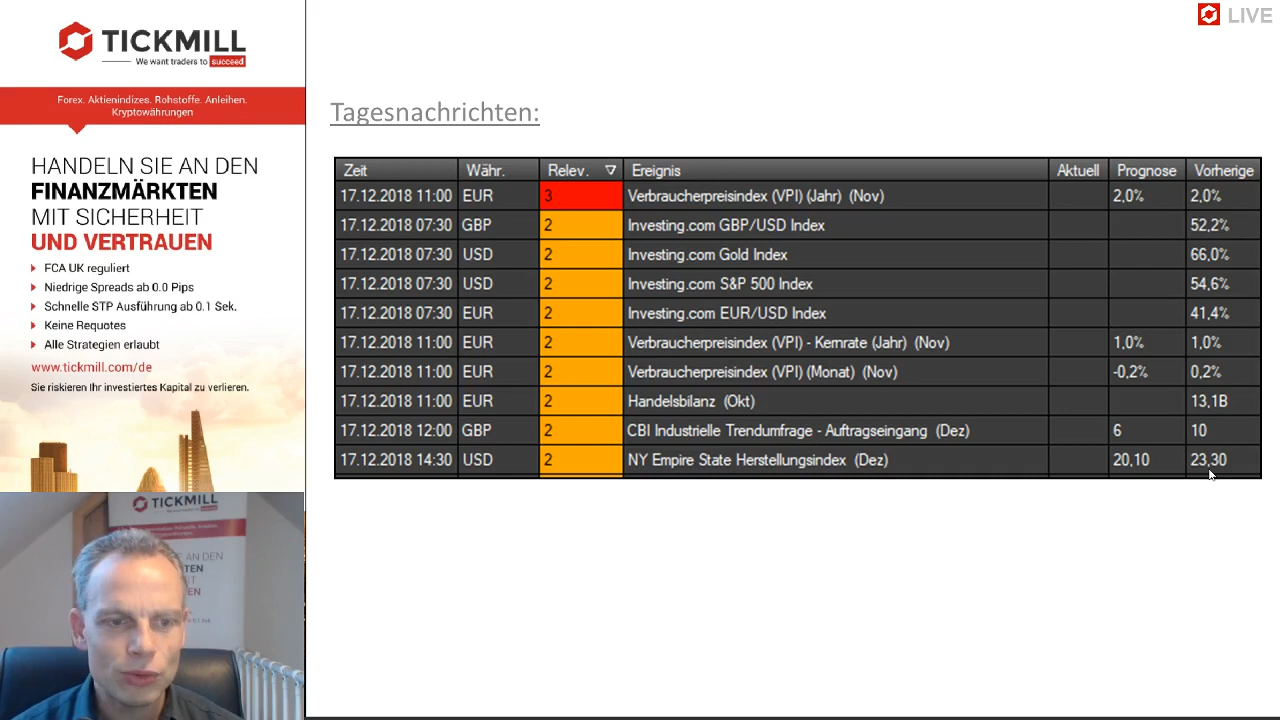 TICKMILL
We want traders to succeed
Forex. Aktienindizes. Rohstoffe. Anleihen.
Kryptowährungen
HANDELN SIE AN DEN
FINANZMÄRKTEN
MIT SICHERHEIT
UND VERTRAUEN
FCA UK reguliert
Niedrige Spreads ab 0.0 Pips
Schnelle STP Ausführung ab 0.1 Sek.
Keine Requotes
Alle Strategien erlaubt
www.tickmill.com/de
Sie riskieren Ihr investiertes Kapital zu verlieren.
TICKMILL
LIVE
Tagesnachrichten:
Zeit Währ. Relev. Ereignis Aktuell Prognose Vorherige
17.12.2018 11:00 EUR 3 Verbraucherpreisindex (VPI) (Jahr) (Nov) 2,0% 2,0%
17.12.2018 07:30 GBP 2 Investing.com GBP/USD Index 52,2%
17.12.2018 07:30 USD 2 Investing.com Gold Index 66,0%
17.12.2018 07:30 USD 2 Investing.com S&P 500 Index 54,6%
17.12.2018 07:30 EUR 2 Investing.com EUR/USD Index 41,4%
17.12.2018 11:00 EUR 2 Verbraucherpreisindex (VPI) - Kernrate (Jahr) (Nov) 1,0% 1,0%
17.12.2018 11:00 EUR 2 Verbraucherpreisindex (VPI) (Monat) (Nov) -0,2% 0,2%
17.12.2018 11:00 EUR 2 Handelsbilanz (Okt) 13,1B
17.12.2018 12:00 GBP 2 CBI Industrielle Trendumfrage - Auftragseingang (Dez) 6 10
17.12.2018 14:30 USD 2 NY Empire State Herstellungsindex (Dez) 20,10 23,30